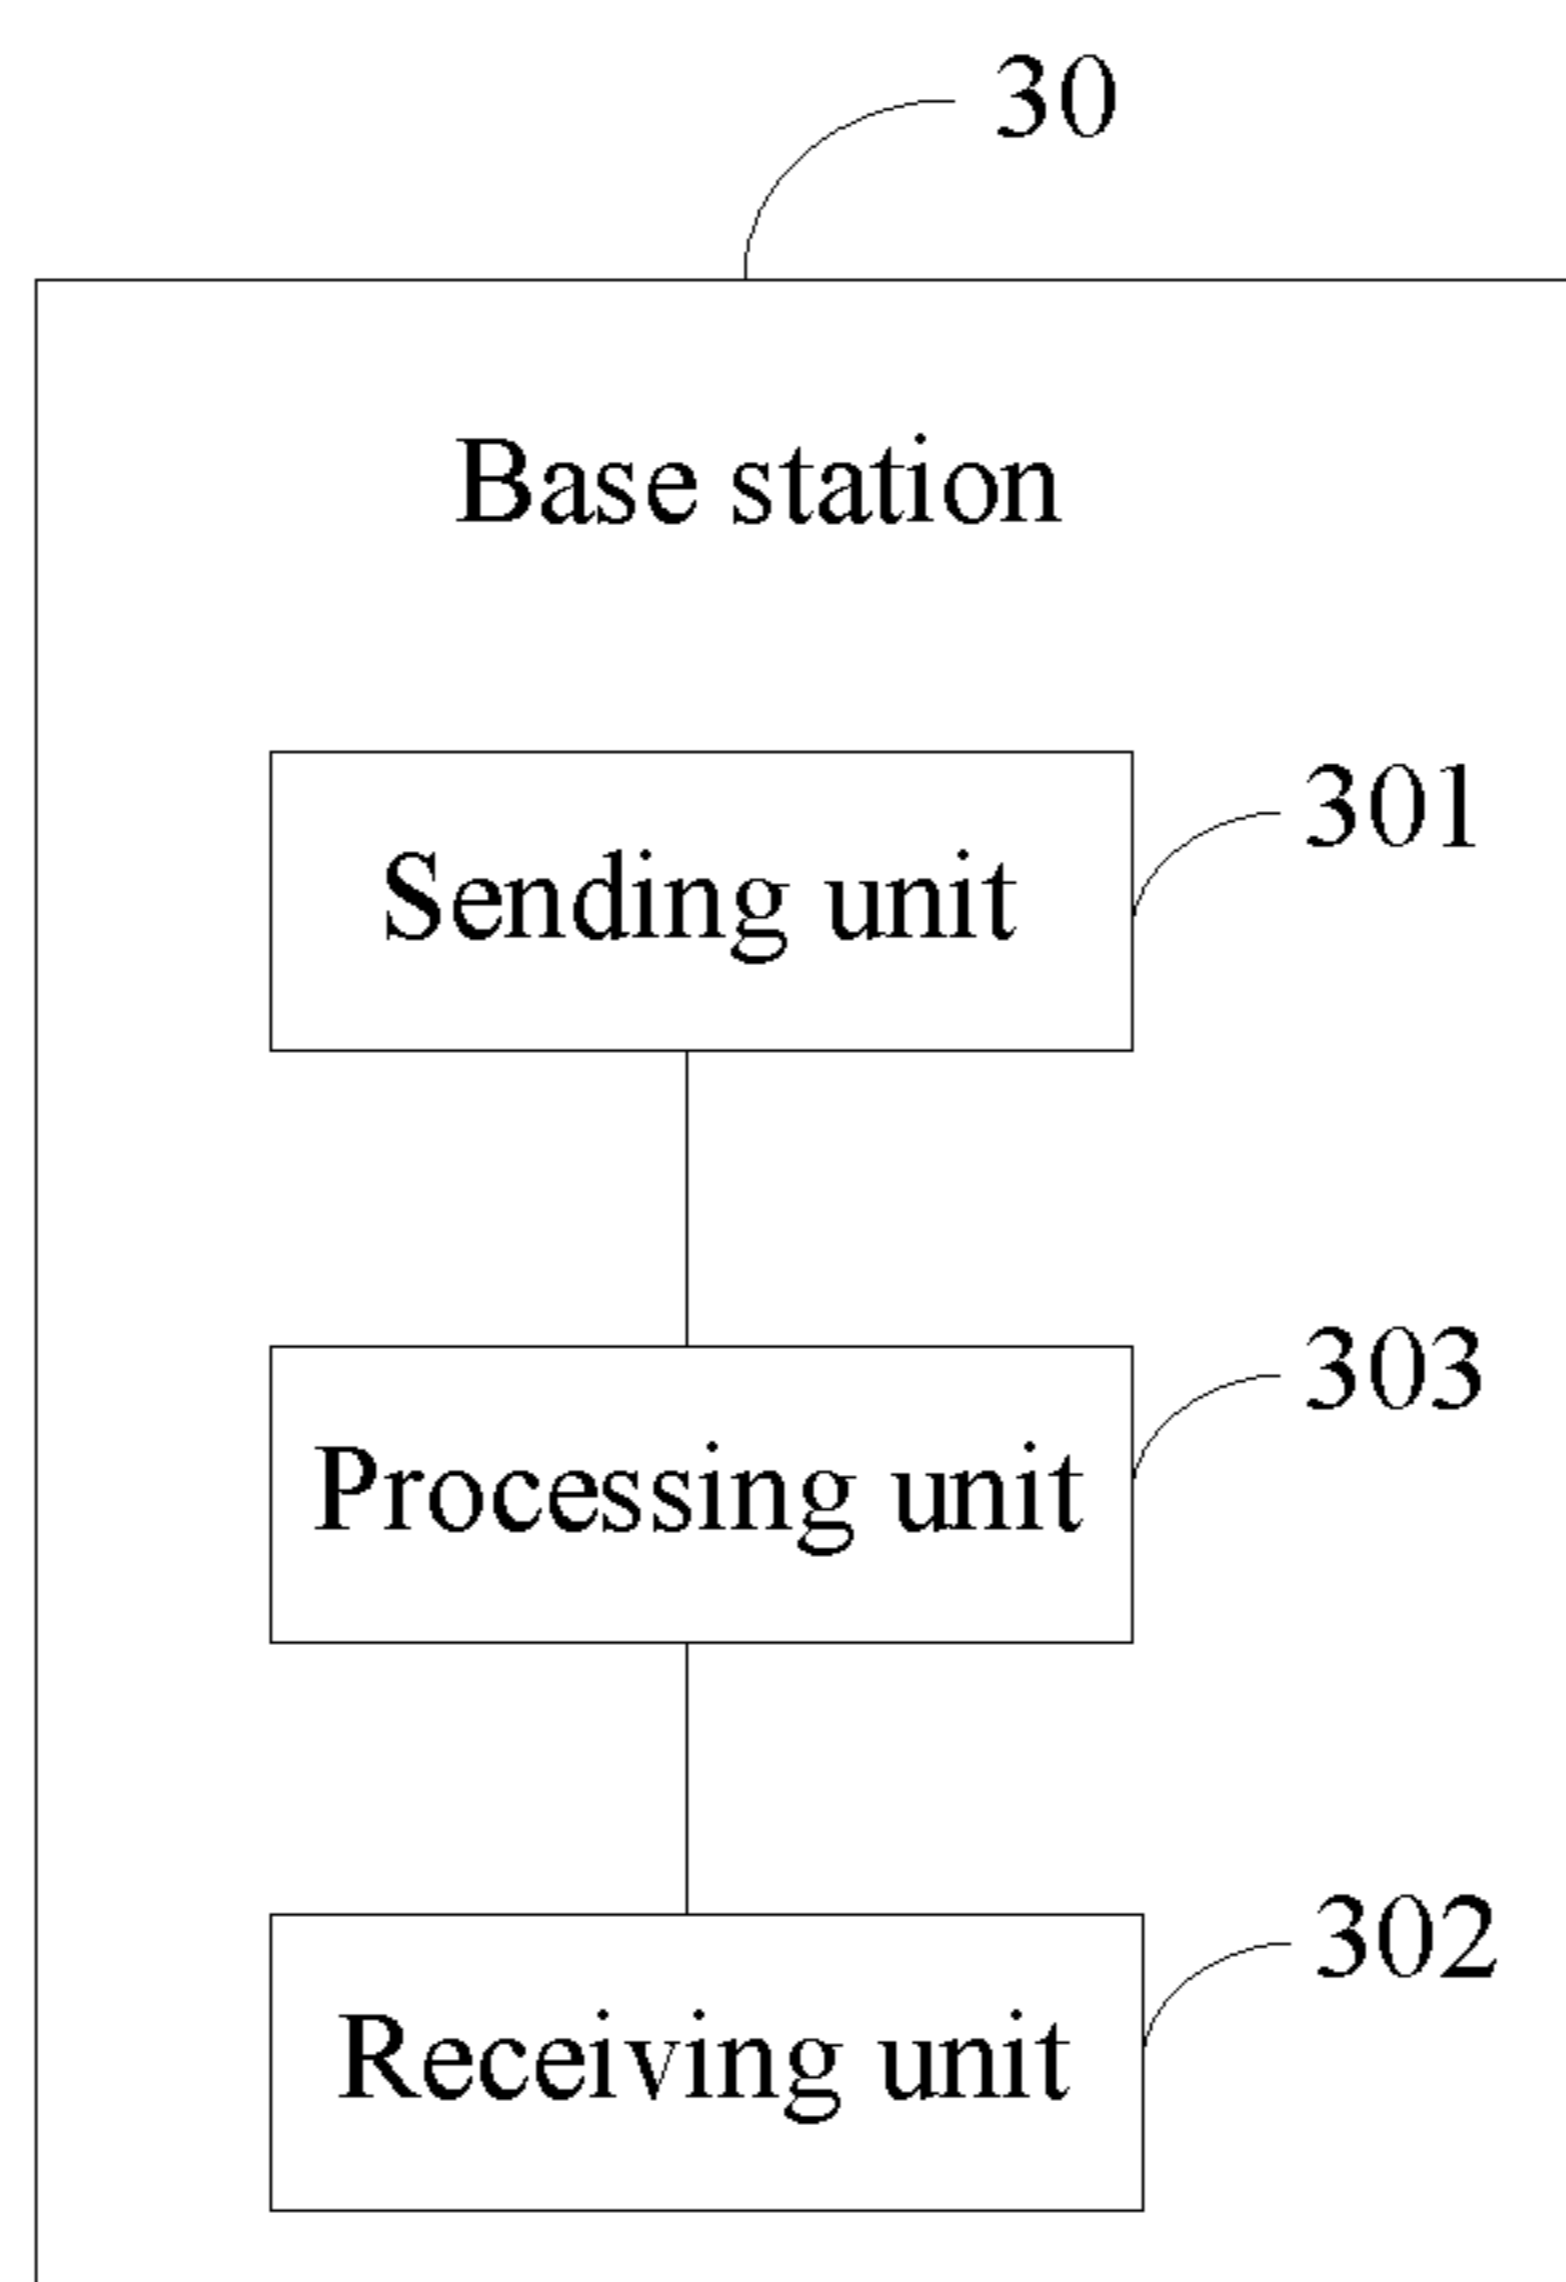 30
Base station
301
Sending unit
303
Processing unit
302
Receiving unit